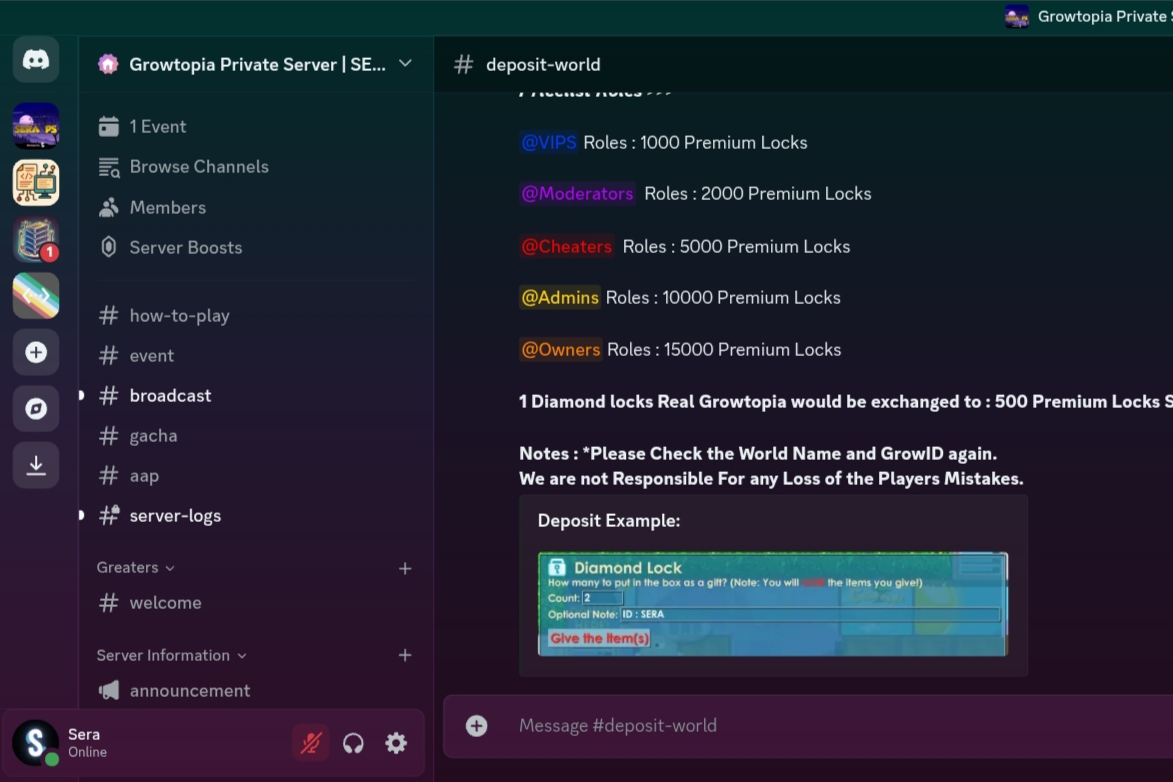 Growtopia Private
Growtopia Private Server | SE...
1 Event
Browse Channels
Members
Server Boosts
how-to-play
event
broadcast
gacha
aap
server-logs
Greaters
welcome
Server Information
announcement
SERA PS
1
Sera
Online
deposit-world
Roles
@VIPS Roles : 1000 Premium Locks
@Moderators Roles : 2000 Premium Locks
@Cheaters Roles : 5000 Premium Locks
@Admins Roles : 10000 Premium Locks
@Owners Roles : 15000 Premium Locks
1 Diamond locks Real Growtopia would be exchanged to : 500 Premium Locks S
Notes : *Please Check the World Name and GrowID again.
We are not Responsible For any Loss of the Players Mistakes.
Deposit Example:
Diamond Lock
How many to put in the box as a gift? (Note: You will the items you give!)
Count: 2
Optional Note: ID : SERA
Give the item(s)
Message #deposit-world